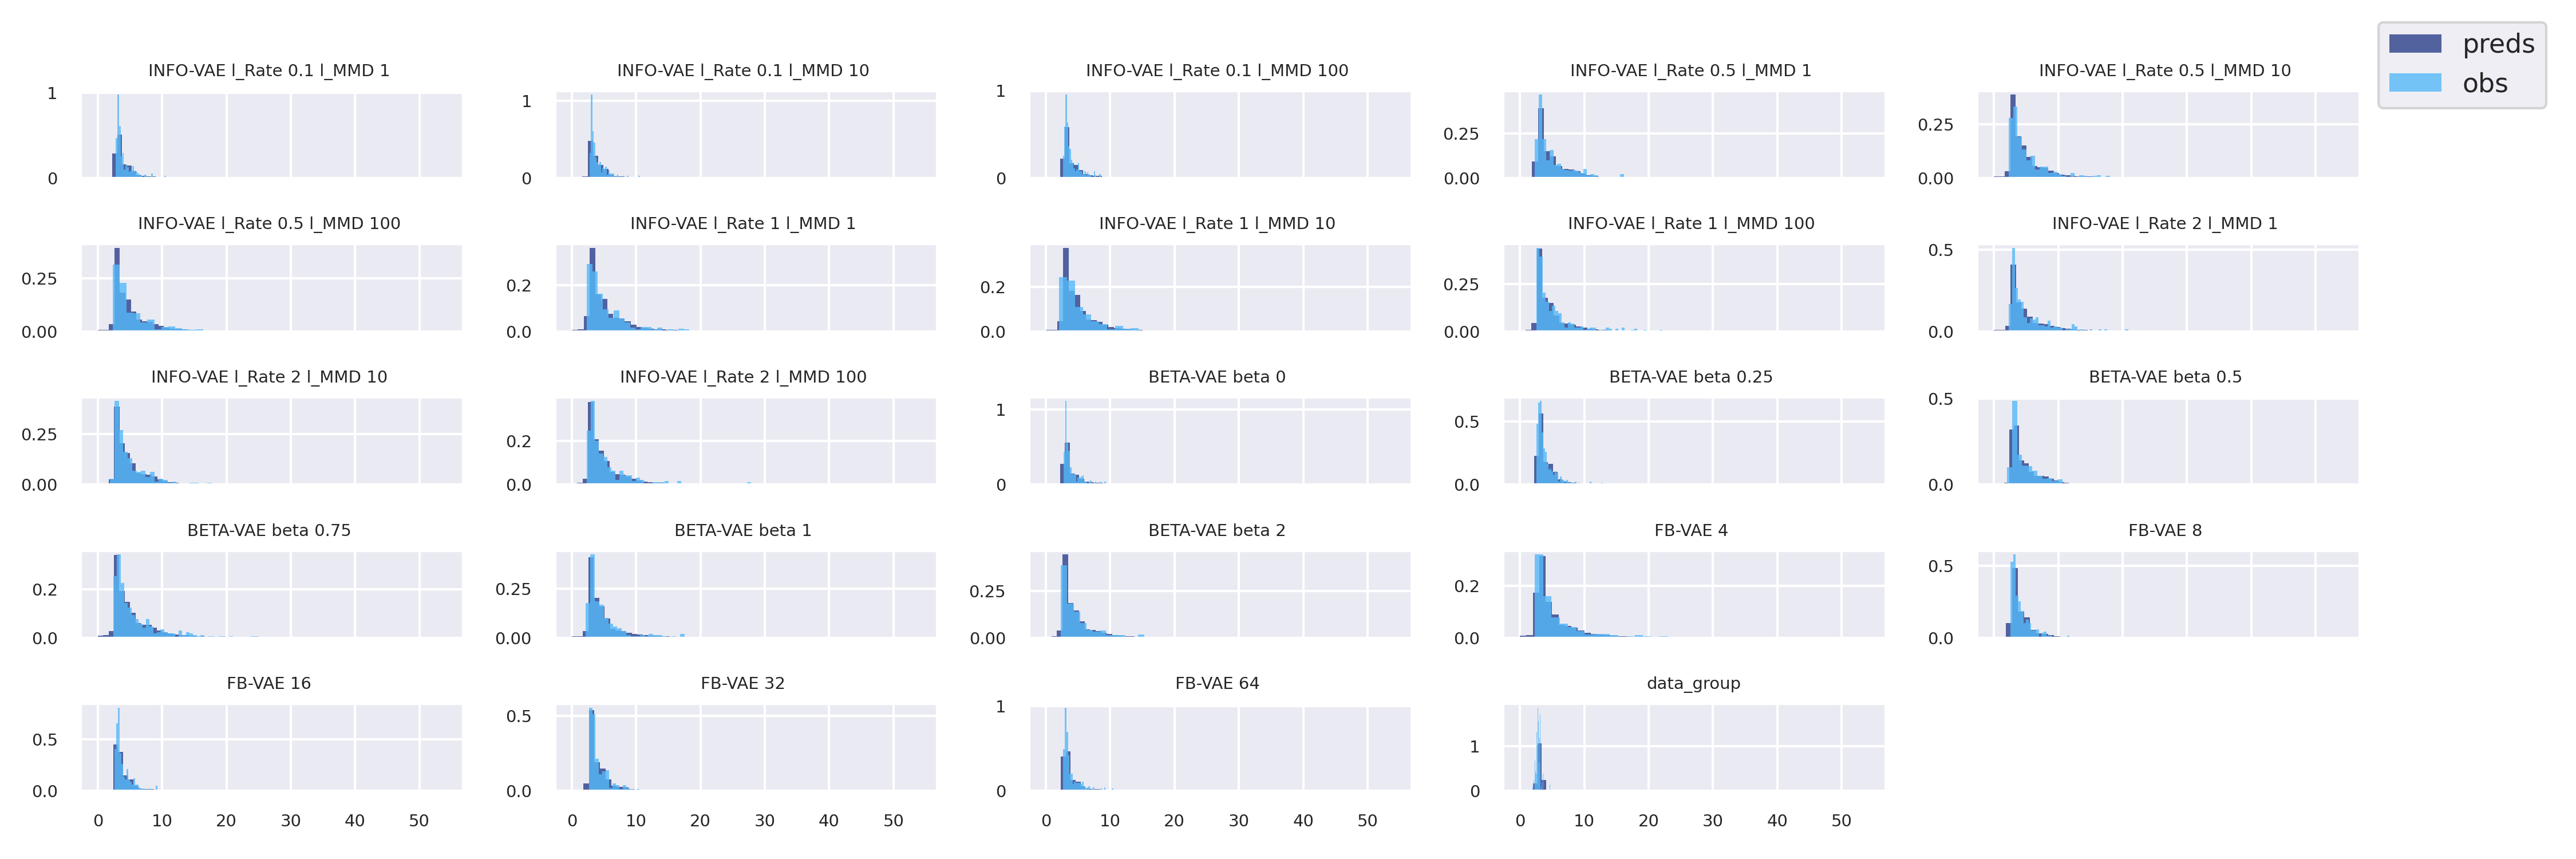 preds
obs
INFO-VAE l_Rate 0.1 l_MMD 1
INFO-VAE l_Rate 0.1 l_MMD 10
INFO-VAE l_Rate 0.1 l_MMD 100
INFO-VAE l_Rate 0.5 l_MMD 1
INFO-VAE l_Rate 0.5 l_MMD 10
1
0
1
0
1
0
0.25
0.00
0.25
0.00
INFO-VAE l_Rate 0.5 l_MMD 100
INFO-VAE l_Rate 1 l_MMD 1
INFO-VAE l_Rate 1 l_MMD 10
INFO-VAE l_Rate 1 l_MMD 100
INFO-VAE l_Rate 2 l_MMD 1
0.25
0.00
0.2
0.0
0.2
0.0
0.25
0.00
0.5
0.0
INFO-VAE l_Rate 2 l_MMD 10
INFO-VAE l_Rate 2 l_MMD 100
BETA-VAE beta 0
BETA-VAE beta 0.25
BETA-VAE beta 0.5
0.25
0.00
0.2
0.0
1
0
0.5
0.0
0.5
0.0
BETA-VAE beta 0.75
BETA-VAE beta 1
BETA-VAE beta 2
FB-VAE 4
FB-VAE 8
0.2
0.0
0.25
0.00
0.25
0.00
0.2
0.0
0.5
0.0
FB-VAE 16
FB-VAE 32
FB-VAE 64
data_group
0.5
0.0
0.5
0.0
1
0
1
0
0 10 20 30 40 50
0 10 20 30 40 50
0 10 20 30 40 50
0 10 20 30 40 50